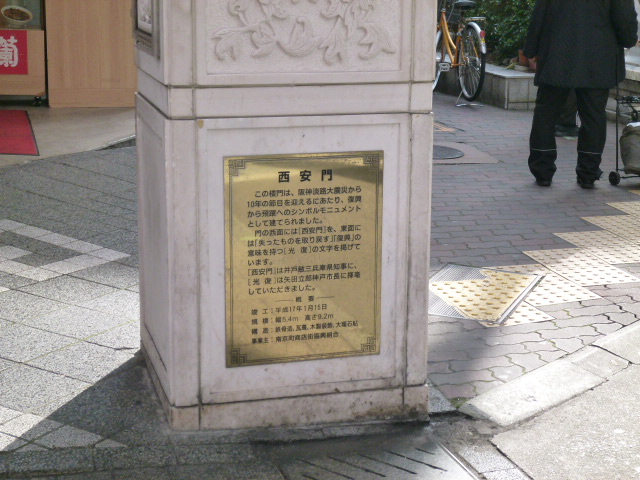 蘭
西安門
この楼門は、阪神淡路大震災から
10年の節目を迎えるにあたり、復興
から飛躍へのシンボルモニュメント
として建てられました。
門の西面には[西安門]を、東面に
は「失ったものを取り戻す」「復興」の
意味を持つ[光復]の文字を掲げて
います。
[西安門]は井戸敏三兵庫県知事に、
[光復]は矢田立郎神戸市長に揮毫
していただきました。
概要
竣工：平成17年1月15日
規模：幅5.4m 高さ9.2m
構造：鉄骨造、瓦葺、木製装飾、大理石貼
事業主：南京町商店街振興組合